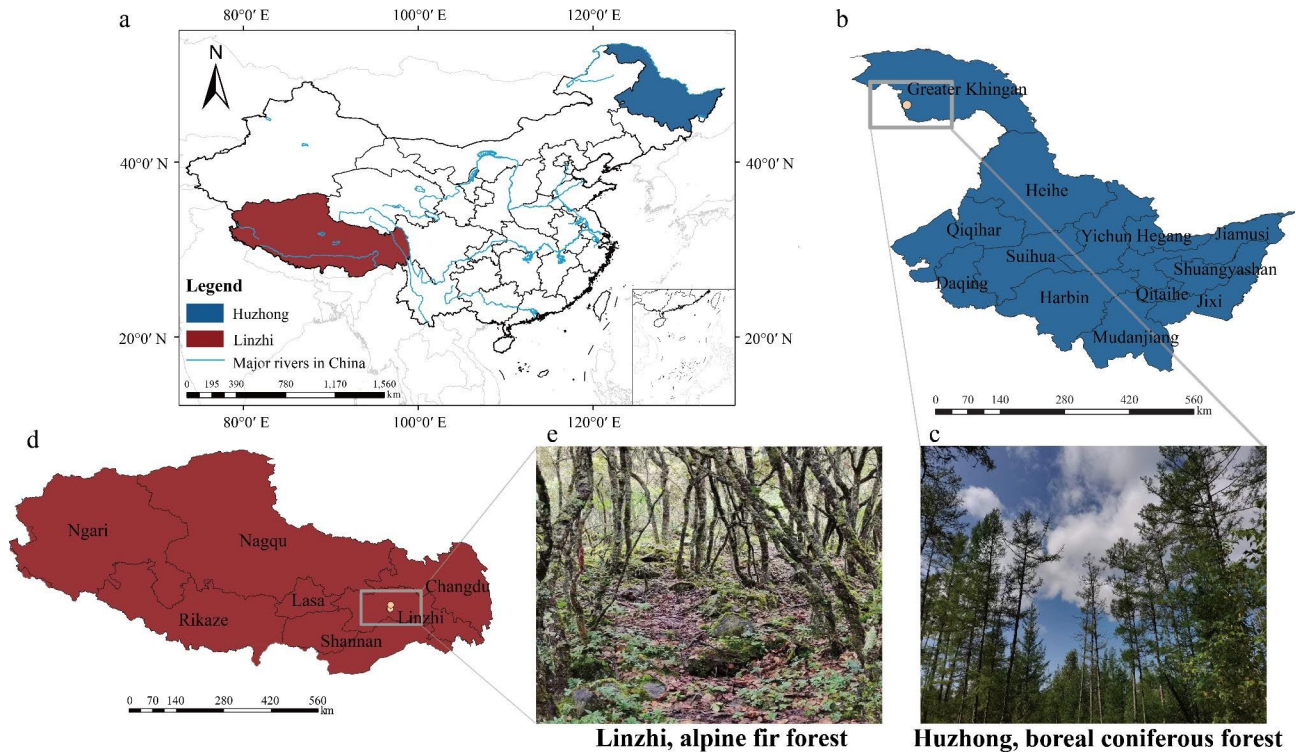 a
80°0′ E
100°0′ E
120°0′ E
N
40°0′ N
40°0′ N
20°0′ N
20°0′ N
Legend
Huzhong
Linzhi
Major rivers in China
0 195 390 780 1,170 1,560
km
80°0′ E
100°0′ E
120°0′ E
b
Greater Khingan
Heihe
Qiqihar
Yichun
Hegang
Jiamusi
Suihua
Shuangyashan
Daqing
Harbin
Qitaihe
Jixi
Mudanjiang
0 70 140 280 420 560
km
d
Ngari
Nagqu
Changdu
Lasa
Linzhi
Rikaze
Shannan
0 70 140 280 420 560
km
e
Linzhi, alpine fir forest
c
Huzhong, boreal coniferous forest